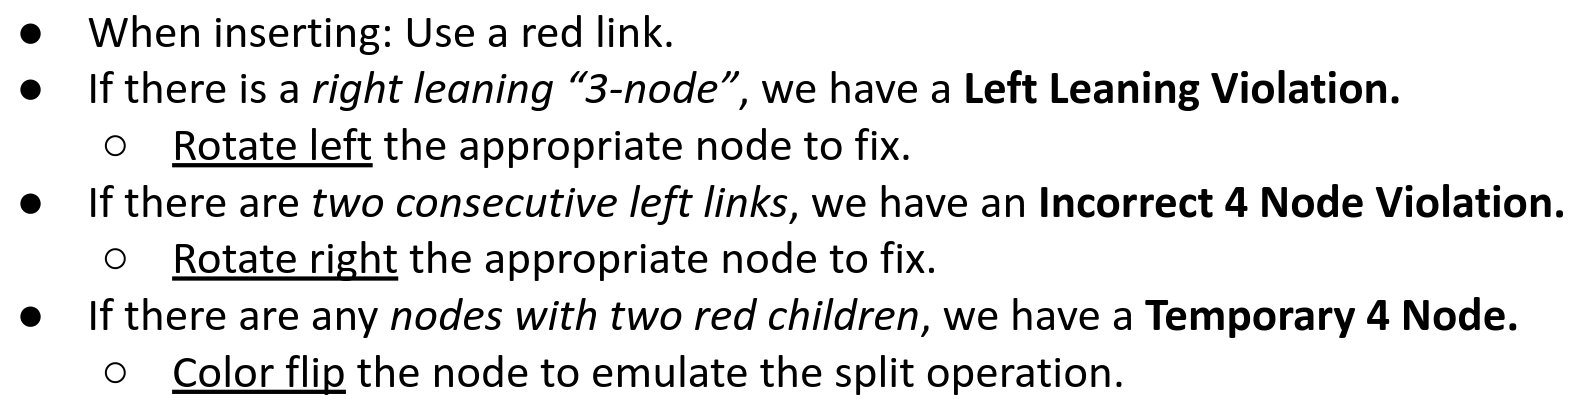 ● When inserting: Use a red link.
● If there is a right leaning “3-node”, we have a Left Leaning Violation.
○ Rotate left the appropriate node to fix.
● If there are two consecutive left links, we have an Incorrect 4 Node Violation.
○ Rotate right the appropriate node to fix.
● If there are any nodes with two red children, we have a Temporary 4 Node.
○ Color flip the node to emulate the split operation.